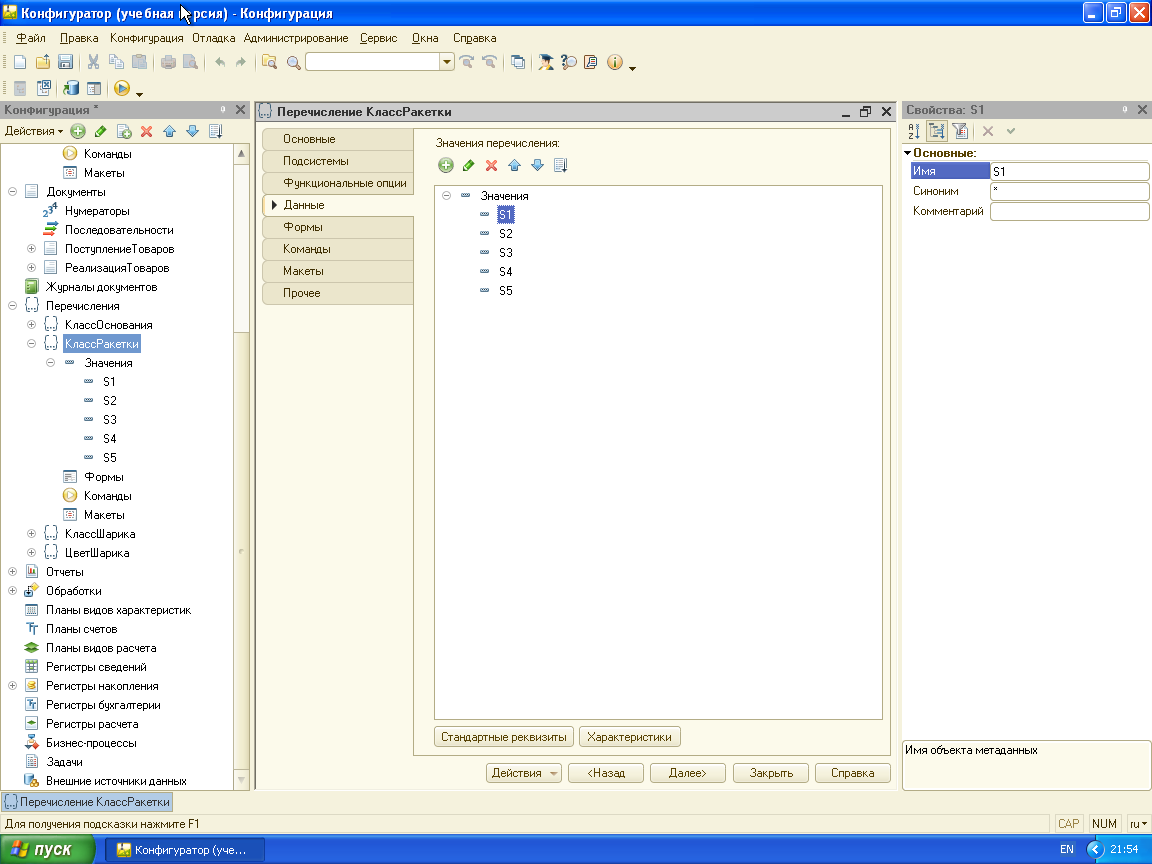 Конфигуратор (учебная версия) - Конфигурация
Файл Правка Конфигурация Отладка Администрирование Сервис Окна Справка
Конфигурация *
Действия
Команды
Макеты
Документы
Нумераторы
Последовательности
ПоступлениеТоваров
РеализацияТоваров
Журналы документов
Перечисления
КлассОснования
КлассРакетки
Значения
S1
S2
S3
S4
S5
Формы
Команды
Макеты
КлассШарика
ЦветШарика
Отчеты
Обработки
Планы видов характеристик
Планы счетов
Планы видов расчета
Регистры сведений
Регистры накопления
Регистры бухгалтерии
Регистры расчета
Бизнес-процессы
Задачи
Внешние источники данных
Перечисление КлассРакетки
Основные
Подсистемы
Функциональные опции
Данные
Формы
Команды
Макеты
Прочее
Значения перечисления:
Значения
S1
S2
S3
S4
S5
Стандартные реквизиты Характеристики
Действия <Назад Далее> Закрыть Справка
Свойства: S1
Основные:
Имя S1
Синоним *
Комментарий
Имя объекта метаданных
Перечисление КлассРакетки
Для получения подсказки нажмите F1 CAP NUM ru
пуск Конфигуратор (уче... EN 21:54